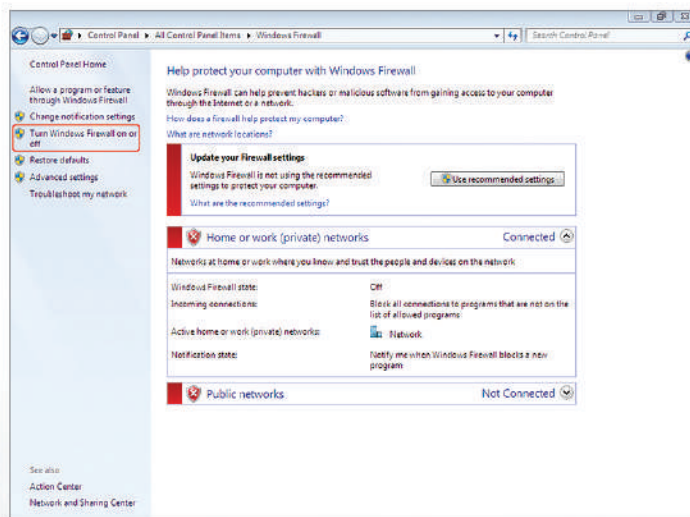 Control Panel ▸ All Control Panel Items ▸ Windows Firewall
Search Control Panel
Control Panel Home
Allow a program or feature
through Windows Firewall
Change notification settings
Turn Windows Firewall on or
off
Restore defaults
Advanced settings
Troubleshoot my network
See also
Action Center
Network and Sharing Center
Help protect your computer with Windows Firewall
Windows Firewall can help prevent hackers or malicious software from gaining access to your computer
through the Internet or a network.
How does a firewall help protect my computer?
What are network locations?
Update your Firewall settings
Windows Firewall is not using the recommended
settings to protect your computer.
Use recommended settings
What are the recommended settings?
Home or work (private) networks Connected
Networks at home or work where you know and trust the people and devices on the network
Windows Firewall state: Off
Incoming connections: Block all connections to programs that are not on the
list of allowed programs
Active home or work (private) networks: Network
Notification state: Notify me when Windows Firewall blocks a new
program
Public networks Not Connected